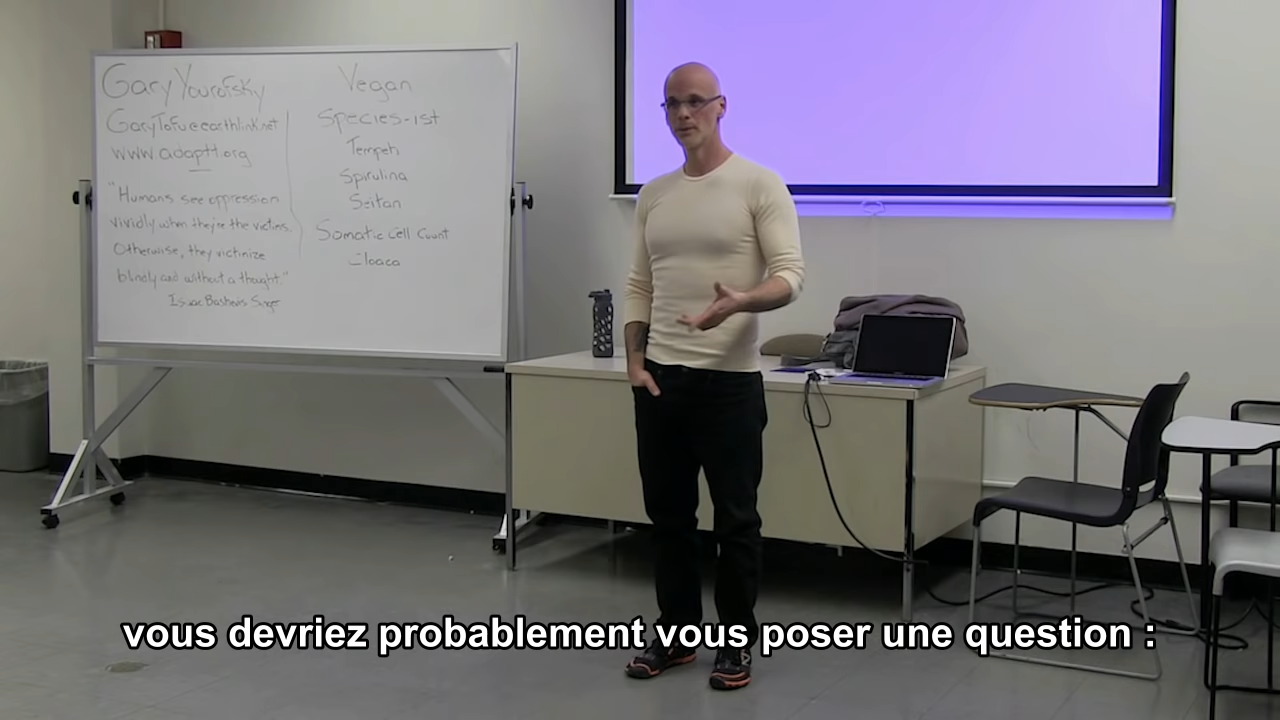 Gary Yourofsky
GaryToFu@earthlink.net
www.adaptt.org
"Humans see oppression
vividly when they're the victims.
Otherwise, they victimize
blindly and without a thought."
Isaac Bashevis Singer
Vegan
Species-ist
Tempeh
Spirulina
Seitan
Somatic Cell Count
Cloaca
vous devriez probablement vous poser une question :